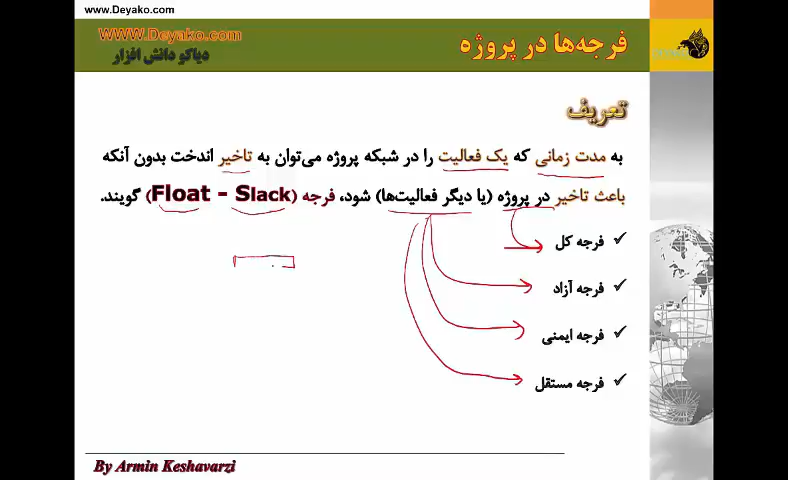 www.Deyako.com
www.Deyako.com
دیاکو دانش افزار
فرجه‌ها در پروژه
تعریف
به مدت زمانی که یک فعالیت را در شبکه پروژه می‌توان به تاخیر اندخت بدون آنکه
باعث تاخیر در پروژه (یا دیگر فعالیت‌ها) شود، فرجه (Float - Slack) گویند.
✓ فرجه کل
✓ فرجه آزاد
✓ فرجه ایمنی
✓ فرجه مستقل
By Armin Keshavarzi